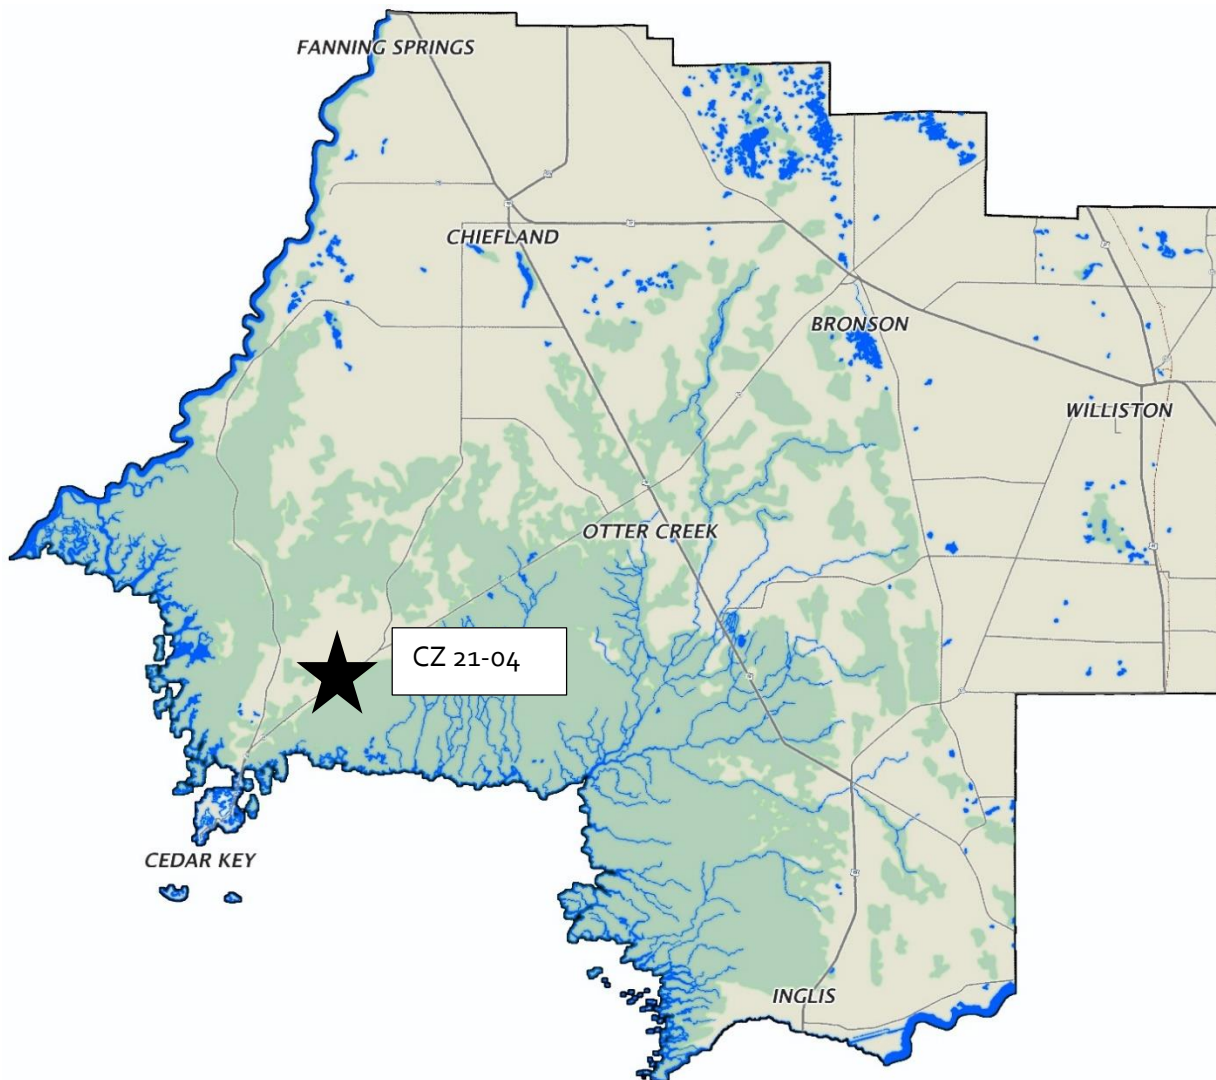 FANNING SPRINGS
CHIEFLAND
BRONSON
WILLISTON
OTTER CREEK
CZ 21-04
CEDAR KEY
INGLIS